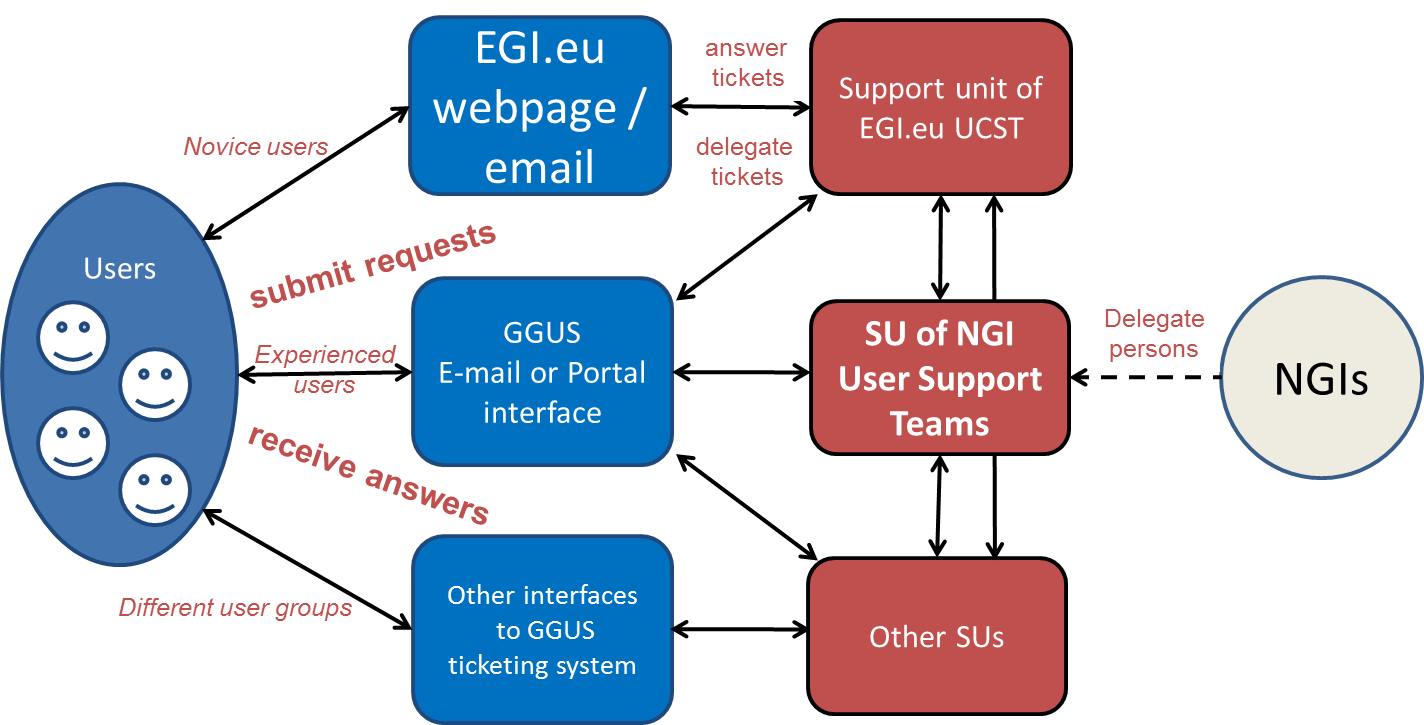 EGI.eu
webpage /
email
answer
tickets
delegate
tickets
Support unit of
EGI.eu UCST
Novice users
submit requests
Users
Experienced
users
GGUS
E-mail or Portal
interface
SU of NGI
User Support
Teams
Delegate
persons
NGIs
receive answers
Different user groups
Other interfaces
to GGUS
ticketing system
Other SUs